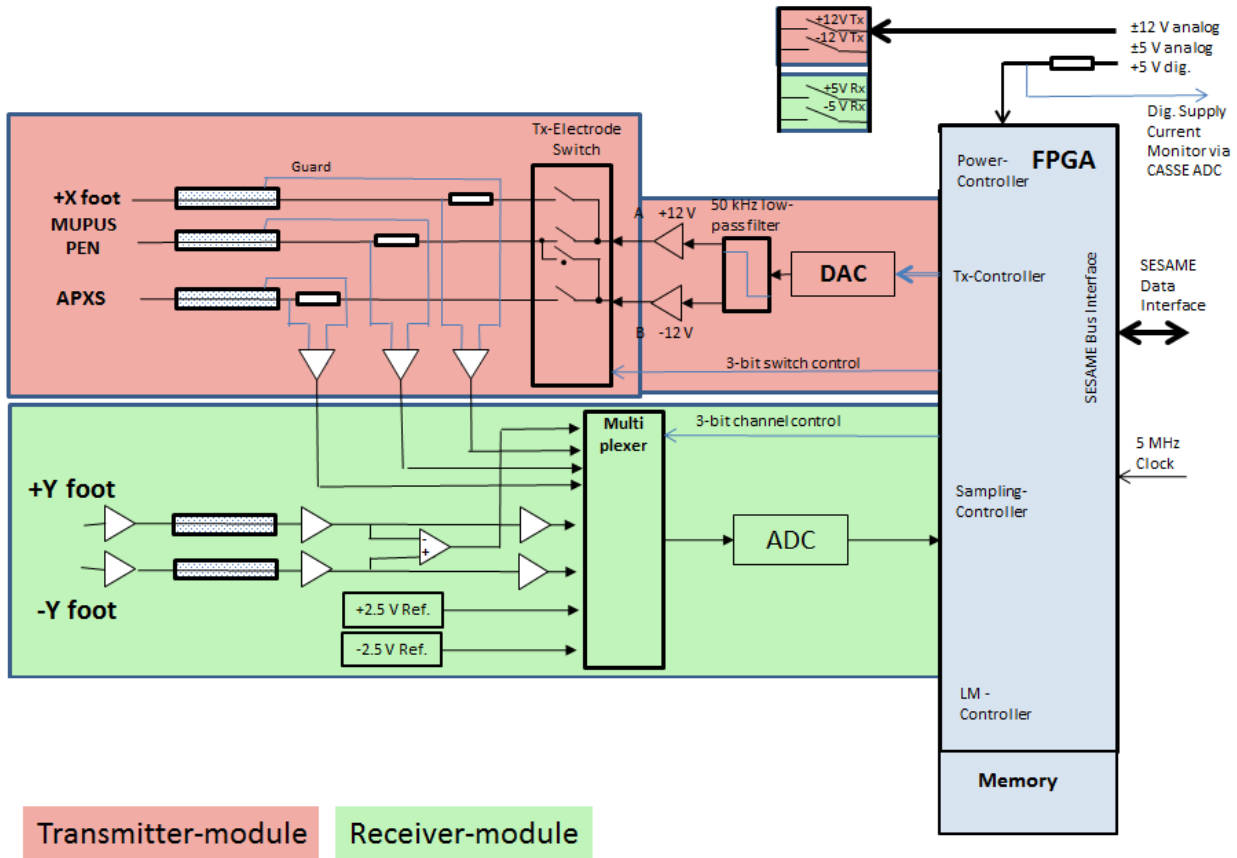 +12V Tx
-12 V Tx
±12 V analog
±5 V analog
+5 V dig.
+5V Rx
-5 V Rx
Dig. Supply
Current
Monitor via
CASSE ADC
Tx-Electrode
Switch
Guard
+X foot
MUPUS
PEN
APXS
A
+12 V
B
-12 V
50 kHz low-
pass filter
DAC
3-bit switch control
Power-
Controller
FPGA
Tx-Controller
SESAME Bus Interface
SESAME
Data
Interface
Multi
plexer
3-bit channel control
5 MHz
Clock
+Y foot
-
+
-Y foot
ADC
Sampling-
Controller
+2.5 V Ref.
-2.5 V Ref.
LM -
Controller
Memory
Transmitter-module
Receiver-module